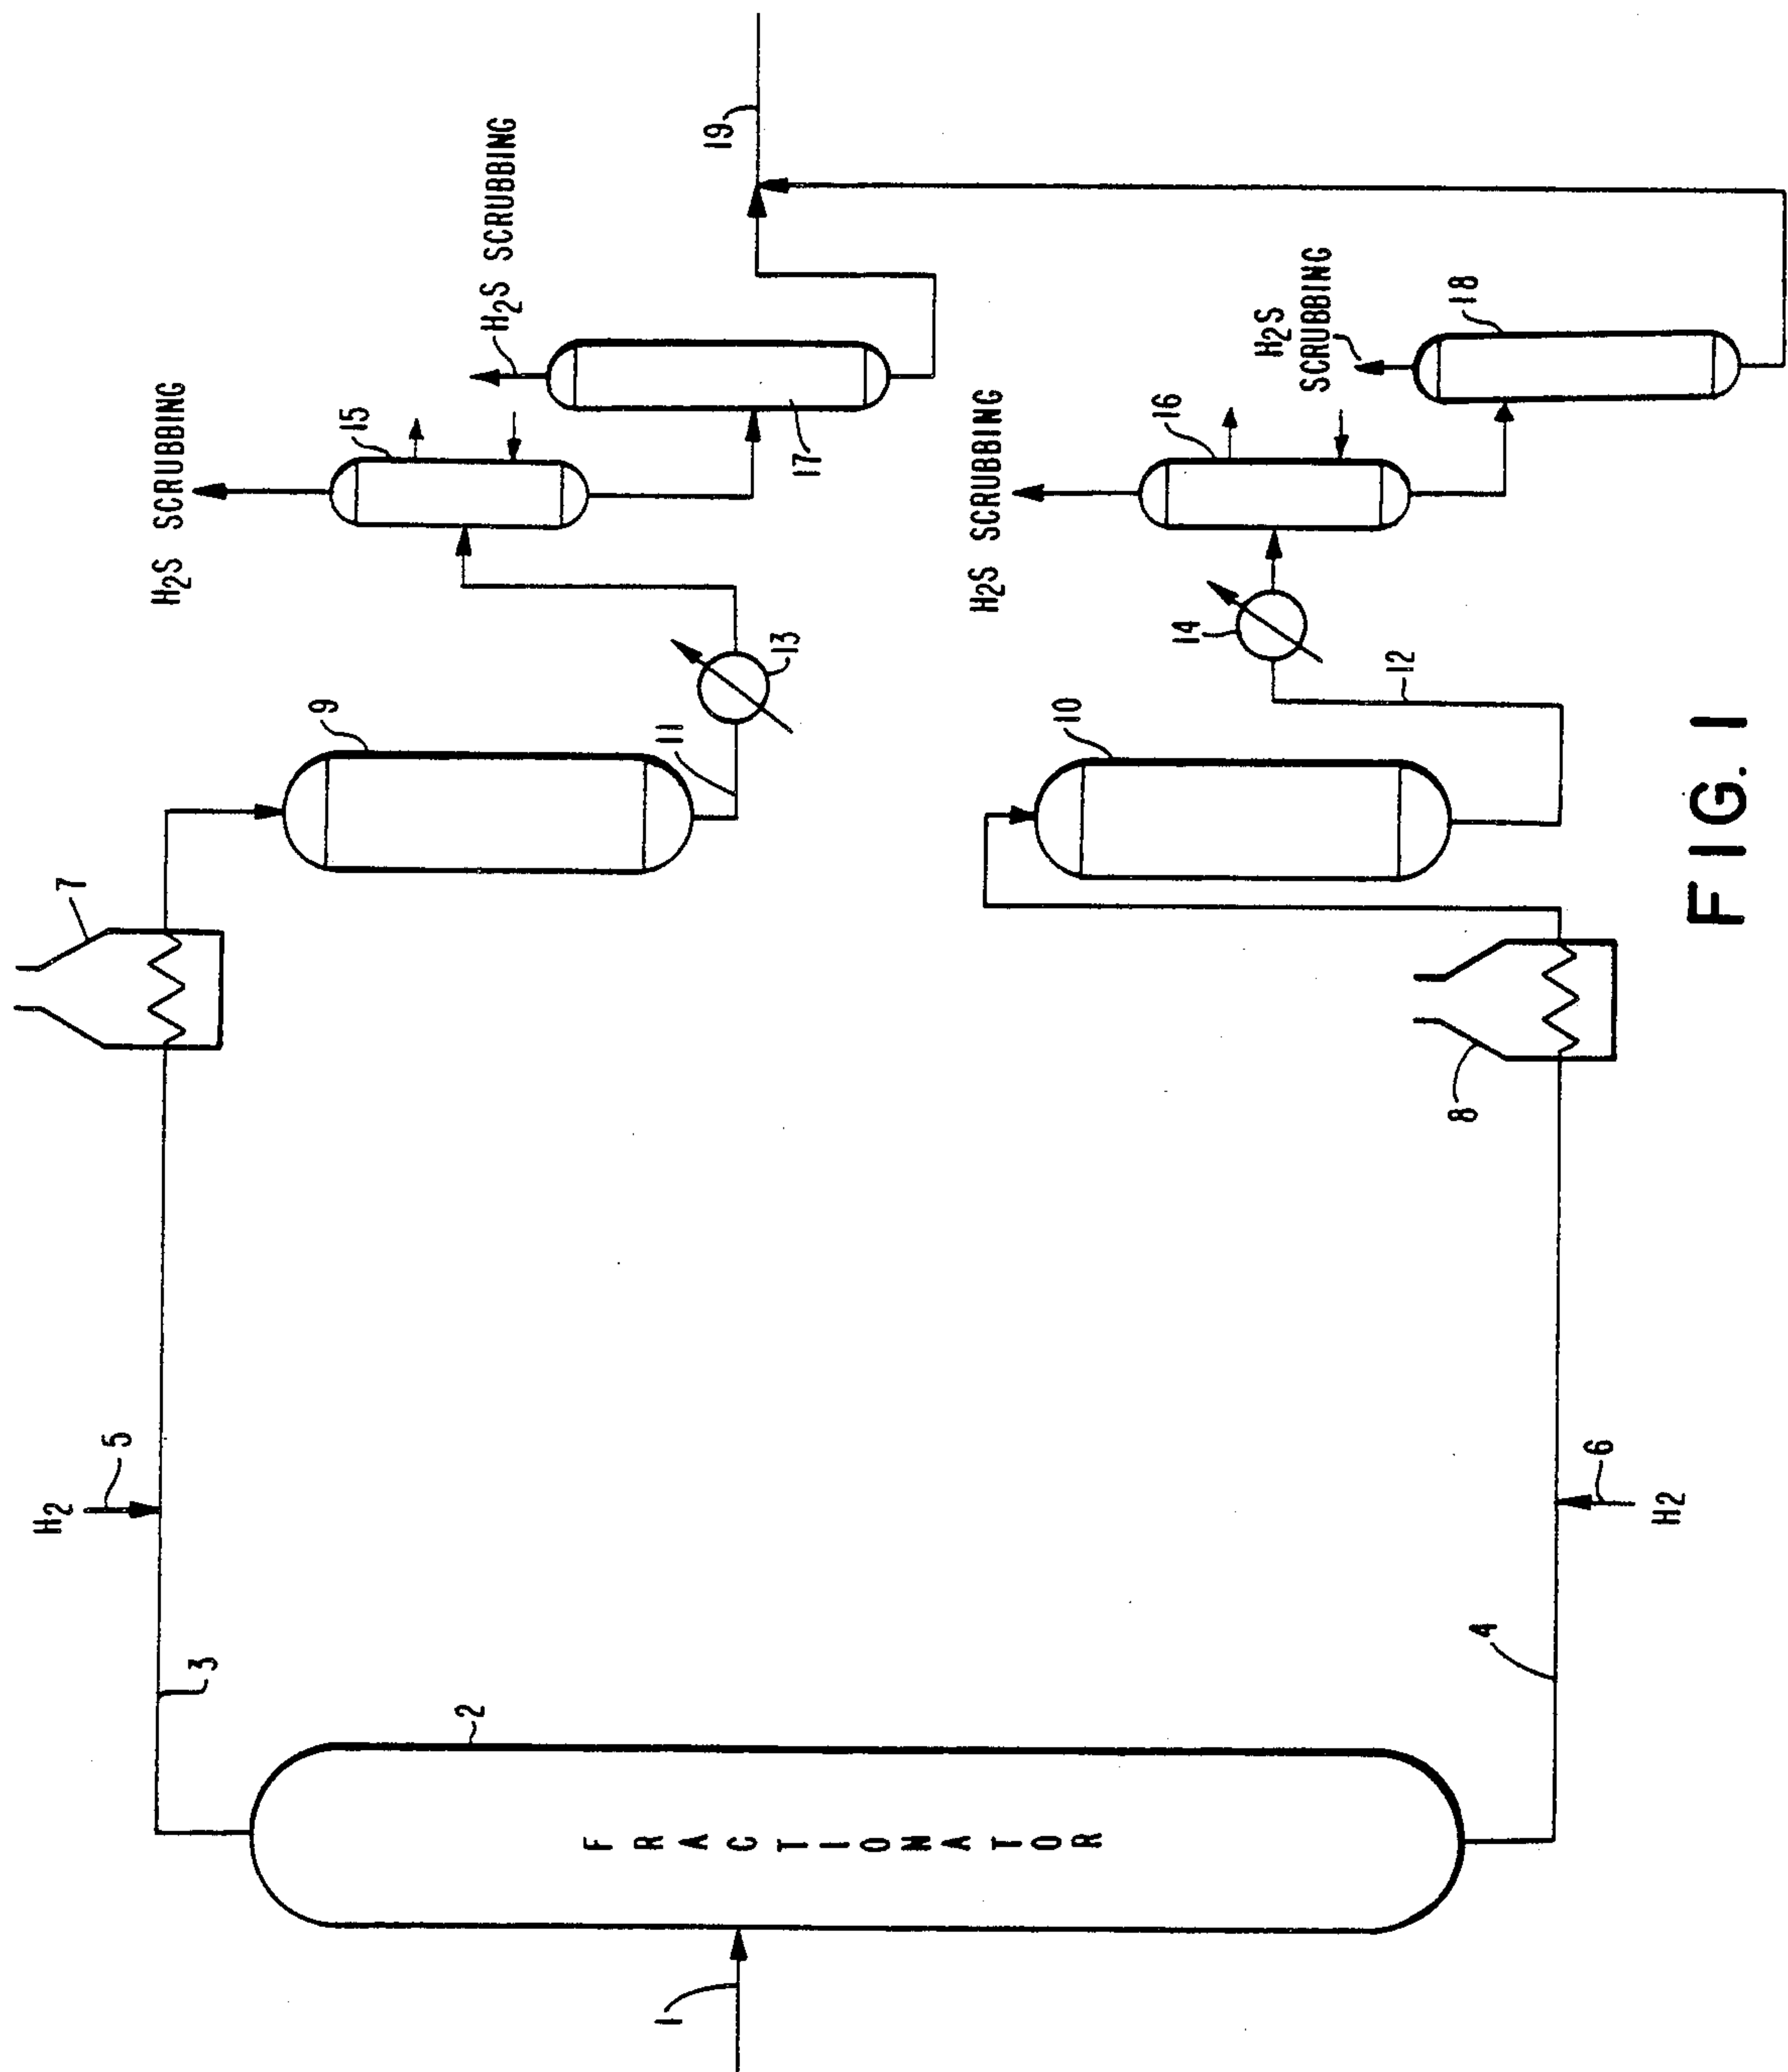 H2S SCRUBBING
H2S SCRUBBING
19
15
17
13
11
9
7
H2
5
3
FRACTIONATOR
2
1
H2S SCRUBBING
H2S
SCRUBBING
18
16
14
12
10
8
6
H2
4
FIG. 1